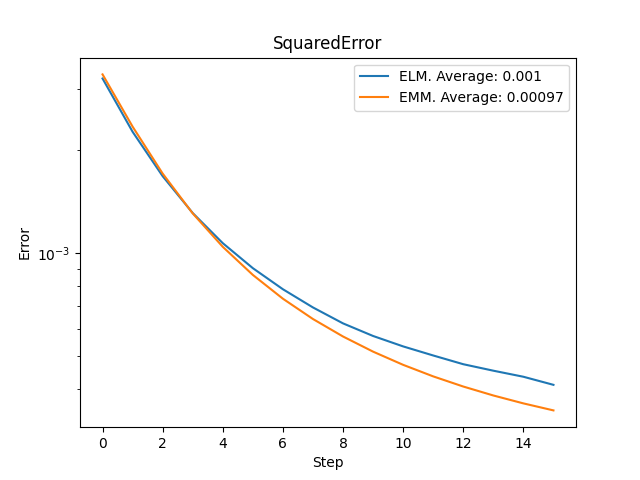 SquaredError
ELM. Average: 0.001
EMM. Average: 0.00097
Error
10⁻³
0 2 4 6 8 10 12 14
Step